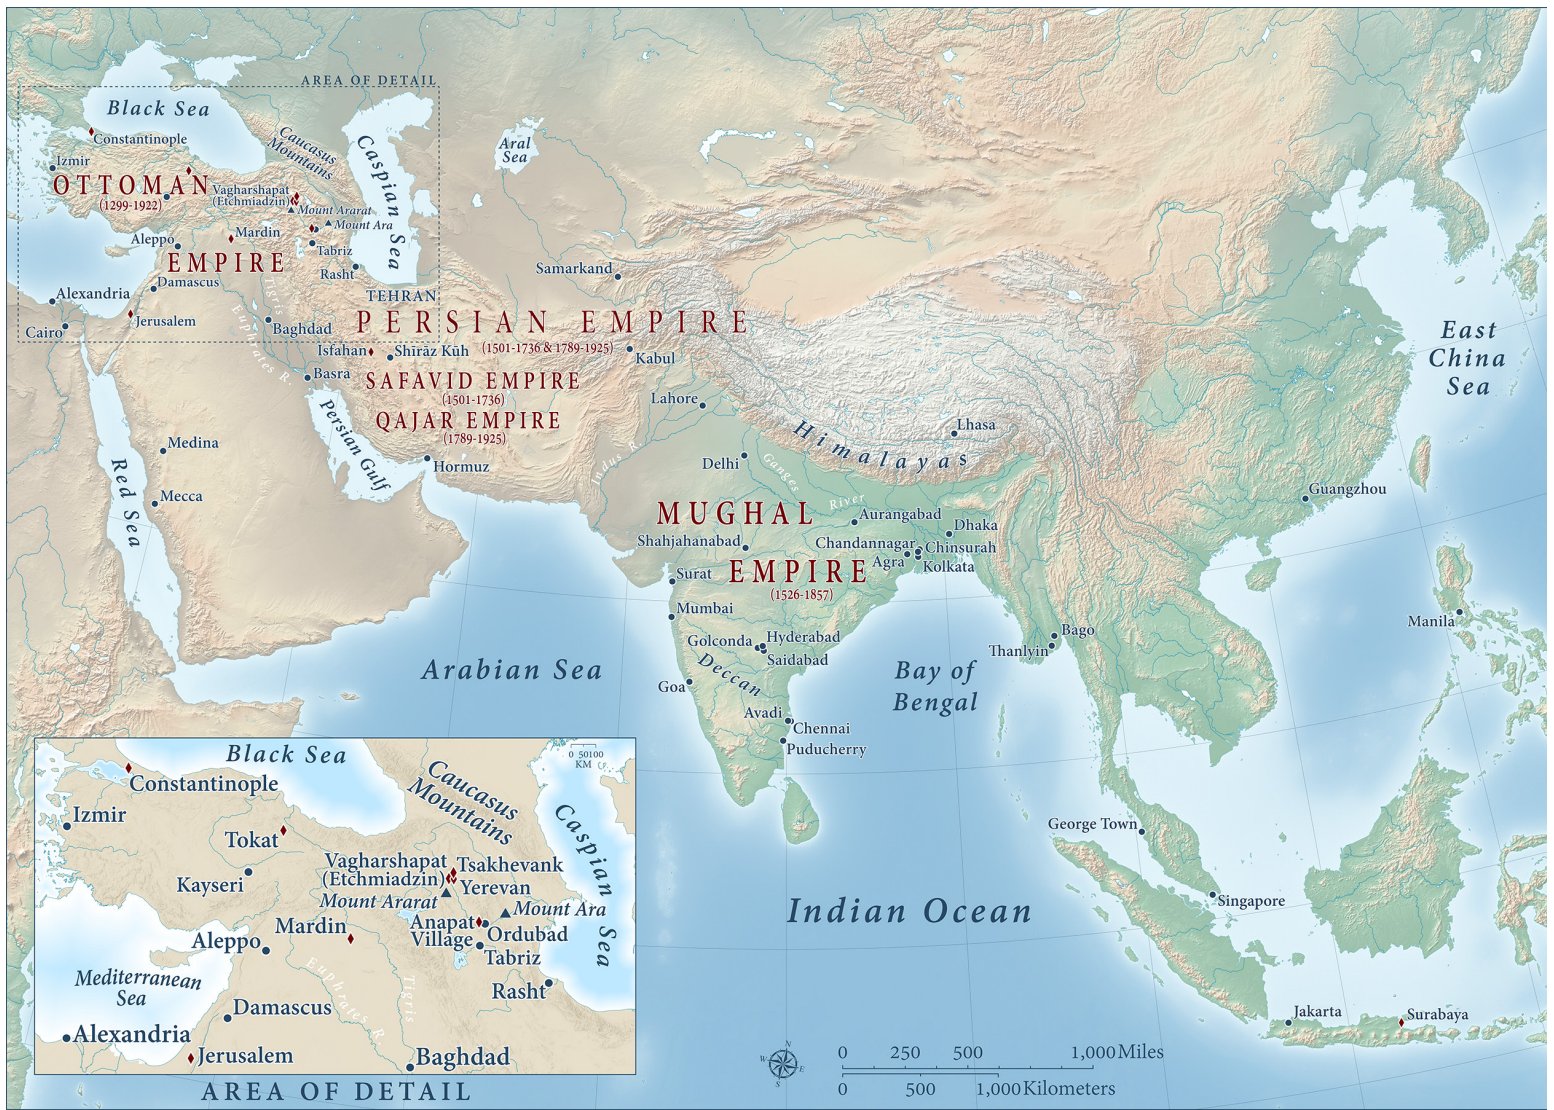 AREA OF DETAIL
Black Sea
Constantinople
Caucasus
Mountains
Caspian Sea
Aral
Sea
Izmir
OTTOMAN
(1299-1922)
Vagharshapat
(Etchmiadzin)
Mount Ararat
Mount Ara
Mardin
Aleppo
Tabriz
EMPIRE
Rasht
Samarkand
Damascus
Tigris
TEHRAN
Alexandria
Euphrates R.
Jerusalem
Cairo
Baghdad
PERSIAN EMPIRE
(1501-1736 & 1789-1925)
Isfahan
Shīrāz Kūh
Kabul
Basra
SAFAVID EMPIRE
(1501-1736)
QAJAR EMPIRE
(1789-1925)
Persian Gulf
Lahore
East
China
Sea
Himalayas
Lhasa
Medina
Red Sea
Hormuz
Indus R.
Delhi
Ganges
River
Mecca
Guangzhou
MUGHAL
Aurangabad
Dhaka
Shahjahanabad
Chandannagar
Chinsurah
Agra
Kolkata
EMPIRE
(1526-1857)
Surat
Mumbai
Manila
Golconda
Hyderabad
Saidabad
Bago
Thanlyin
Deccan
Arabian Sea
Bay of
Bengal
Goa
Avadi
Chennai
Puducherry
George Town
Singapore
Indian Ocean
Jakarta
Surabaya
N
W
E
S
0 250 500 1,000 Miles
0 500 1,000 Kilometers
Black Sea
0 50 100
KM
Constantinople
Caucasus
Mountains
Caspian Sea
Izmir
Tokat
Vagharshapat
(Etchmiadzin)
Tsakhevank
Yerevan
Kayseri
Mount Ararat
Mount Ara
Mardin
Anapat
Village
Ordubad
Aleppo
Tabriz
Mediterranean
Sea
Euphrates R.
Tigris
Rasht
Damascus
Alexandria
Jerusalem
Baghdad
AREA OF DETAIL